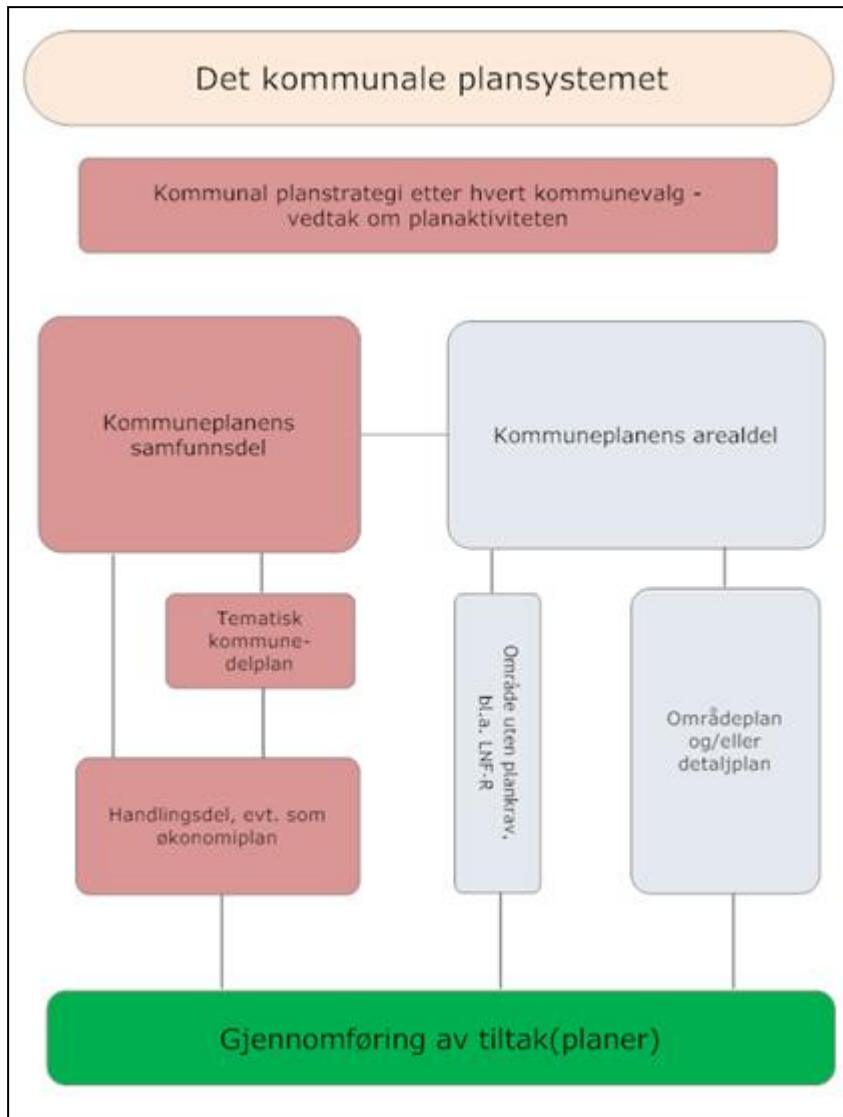 Det kommunale plansystemet
Kommunal planstrategi etter hvert kommunevalg -
vedtak om planaktiviteten
Kommuneplanens
samfunnsdel
Kommuneplanens arealdel
Tematisk
kommune-
delplan
Område uten plankrav,
bl.a. LNF-R
Områdeplan
og/eller
detaljplan
Handlingsdel, evt. som
økonomiplan
Gjennomføring av tiltak(planer)